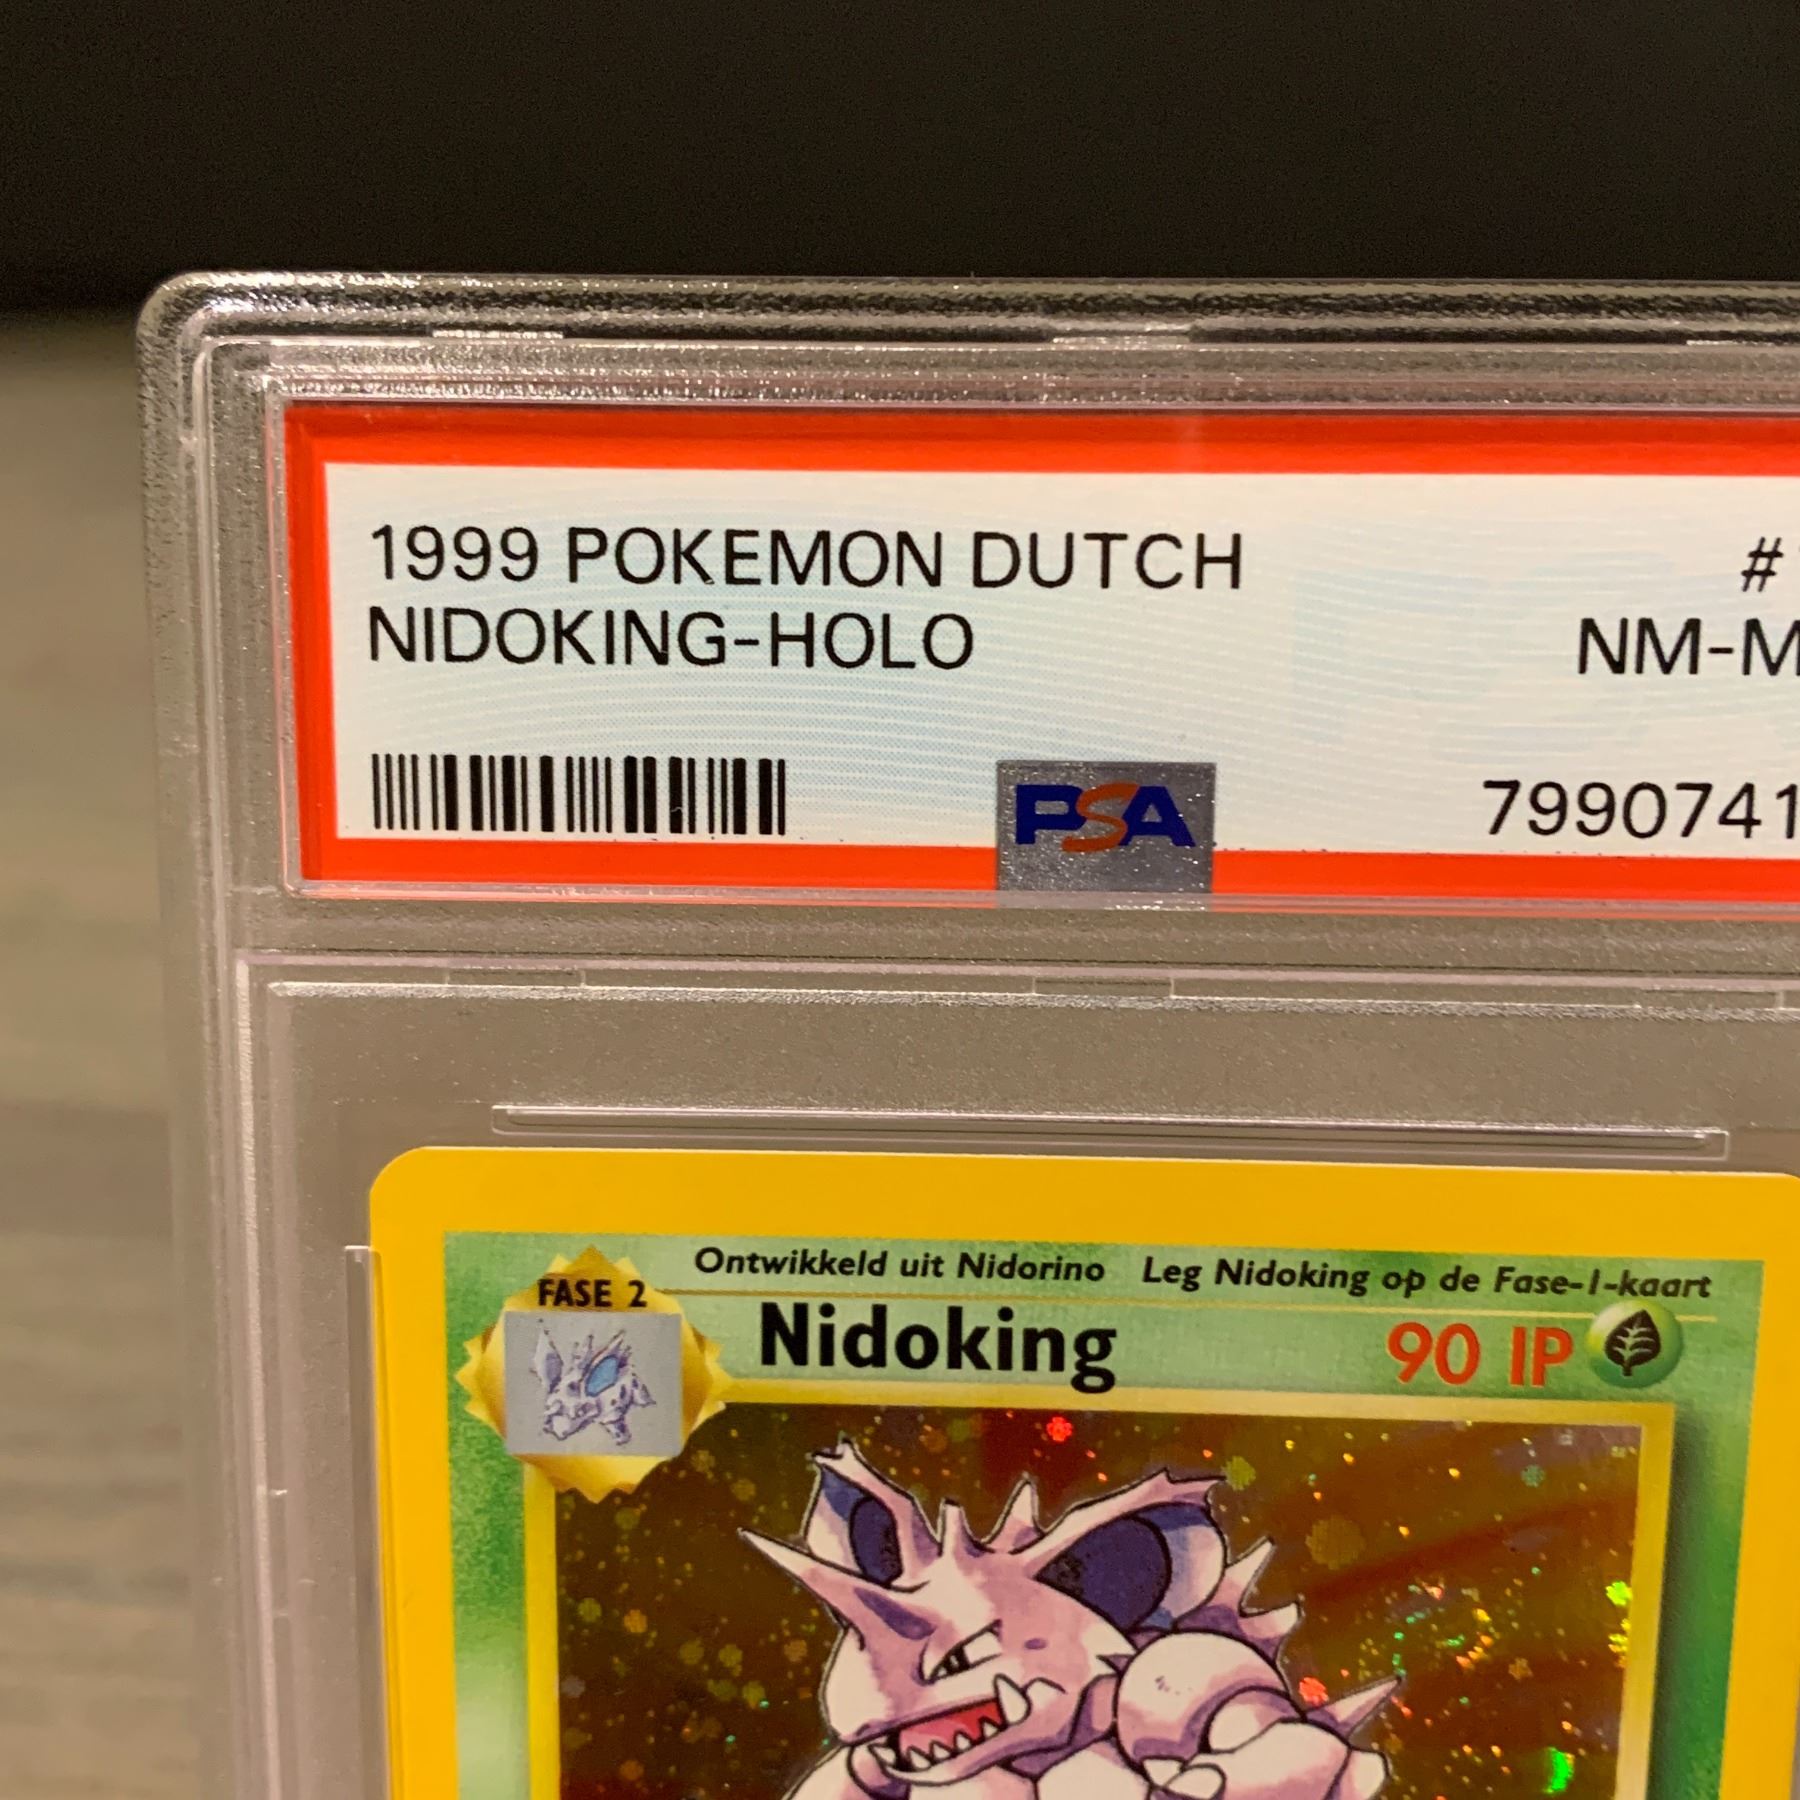 1999 POKEMON DUTCH #
NIDOKING-HOLO NM-M
PSA 7990741
Ontwikkeld uit Nidorino Leg Nidoking op de Fase-1-kaart
FASE 2
Nidoking 90 IP